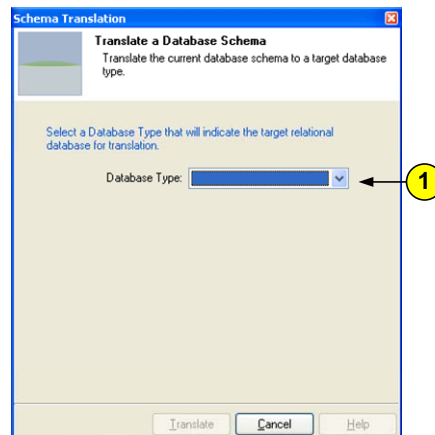 Schema Translation
Translate a Database Schema
Translate the current database schema to a target database
type.
Select a Database Type that will indicate the target relational
database for translation.
Database Type:
1
Translate
Cancel
Help